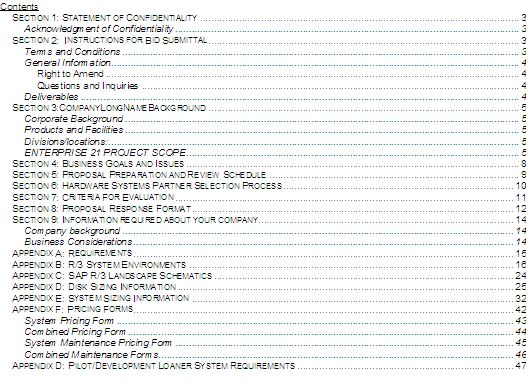 Contents
SECTION 1: STATEMENT OF CONFIDENTIALITY 3
Acknowledgment of Confidentiality 3
SECTION 2: INSTRUCTIONS FOR BID SUBMITTAL 3
Terms and Conditions 3
General Information 4
Right to Amend 4
Questions and Inquiries 4
Deliverables 4
SECTION 3: COMPANYLONGNAME BACKGROUND 5
Corporate Background 5
Products and Facilities 5
Divisions/locations: 5
ENTERPRISE 21 PROJECT SCOPE 5
SECTION 4: BUSINESS GOALS AND ISSUES 8
SECTION 5: PROPOSAL PREPARATION AND REVIEW SCHEDULE 9
SECTION 6: HARDWARE SYSTEMS PARTNER SELECTION PROCESS 10
SECTION 7: CRITERIA FOR EVALUATION 11
SECTION 8: PROPOSAL RESPONSE FORMAT 12
SECTION 9: INFORMATION REQUIRED ABOUT YOUR COMPANY 14
Company background 14
Business Considerations 14
APPENDIX A: REQUIREMENTS 15
APPENDIX B: R/3 SYSTEM ENVIRONMENTS 16
APPENDIX C: SAP R/3 LANDSCAPE SCHEMATICS 24
APPENDIX D: DISK SIZING INFORMATION 25
APPENDIX E: SYSTEM SIZING INFORMATION 32
APPENDIX F: PRICING FORMS 42
System Pricing Form 43
Combined Pricing Form 44
System Maintenance Pricing Form 45
Combined Maintenance Forms 46
APPENDIX D: PILOT/DEVELOPMENT LOANER SYSTEM REQUIREMENTS 47